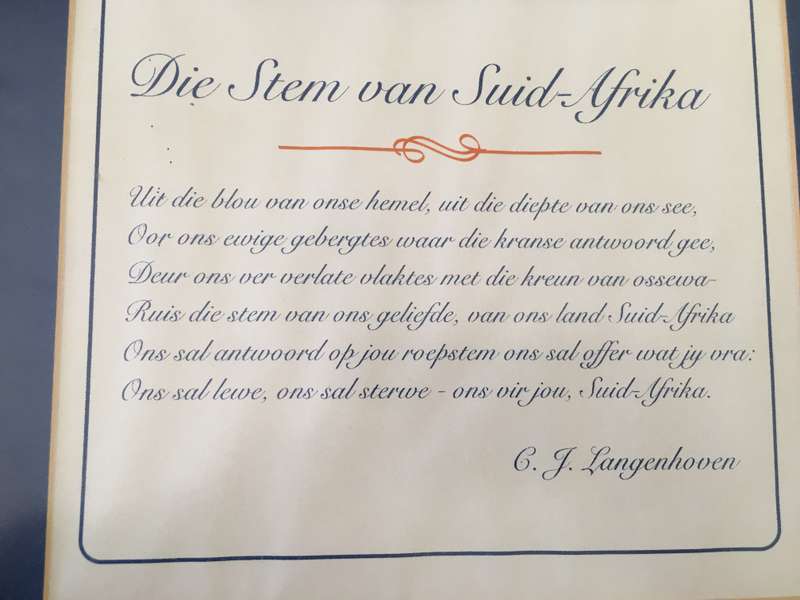 Die Stem van Suid-Afrika
Uit die blou van onse hemel, uit die diepte van ons see,
Oor ons ewige gebergtes waar die kranse antwoord gee,
Deur ons ver verlate vlaktes met die kreun van ossewa-
Ruis die stem van ons geliefde, van ons land Suid-Afrika
Ons sal antwoord op jou roepstem ons sal offer wat jy vra:
Ons sal lewe, ons sal sterwe - ons vir jou, Suid-Afrika.
C. J. Langenhoven